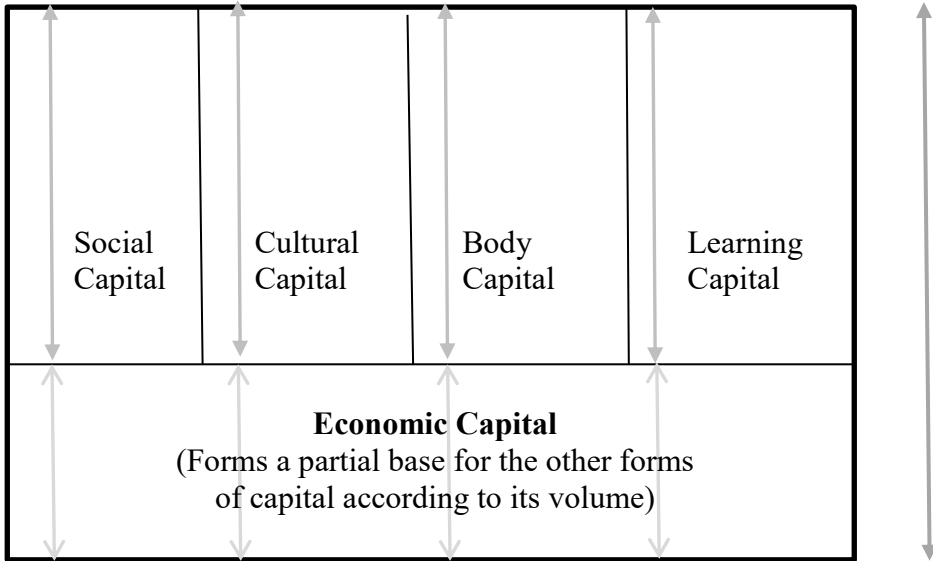 Social
Capital
Cultural
Capital
Body
Capital
Learning
Capital
Economic Capital
(Forms a partial base for the other forms
of capital according to its volume)